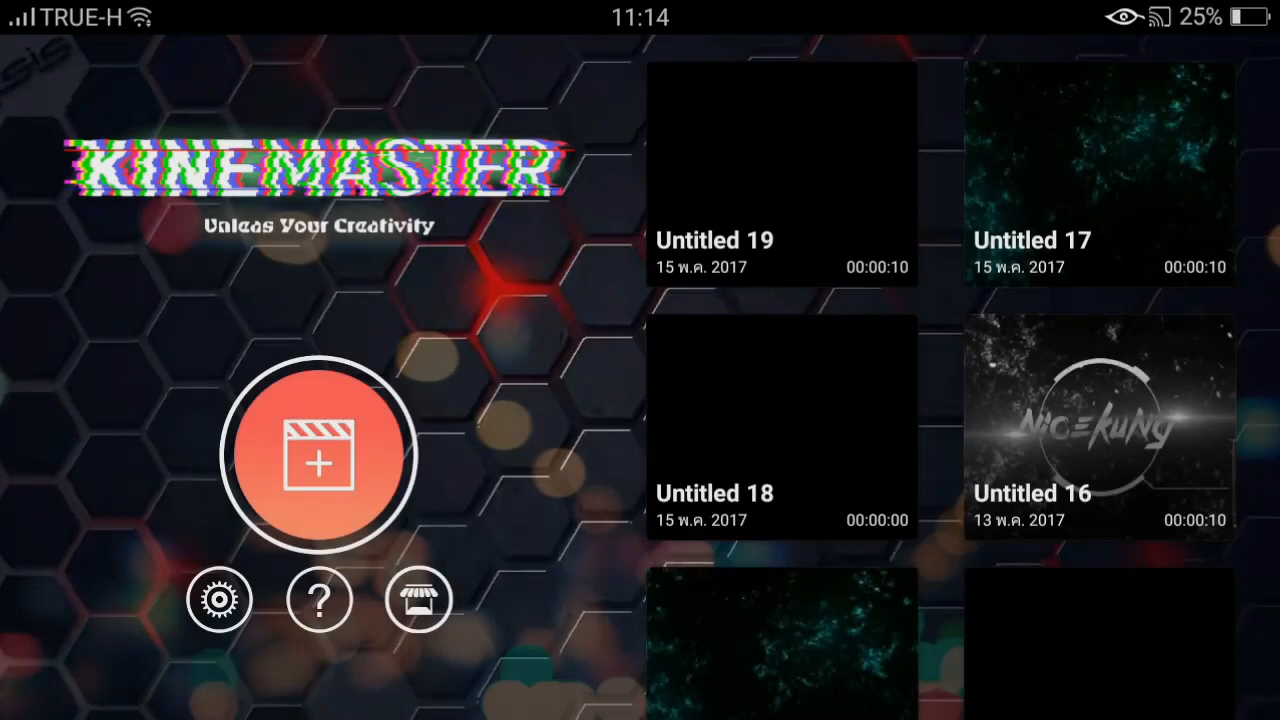 TRUE-H
11:14
25%
sis
KINEMASTER
Unleas Your Creativity
Untitled 19
15 พ.ค. 2017 00:00:10
Untitled 17
15 พ.ค. 2017 00:00:10
Untitled 18
15 พ.ค. 2017 00:00:00
NicekuNg
Untitled 16
13 พ.ค. 2017 00:00:10
?